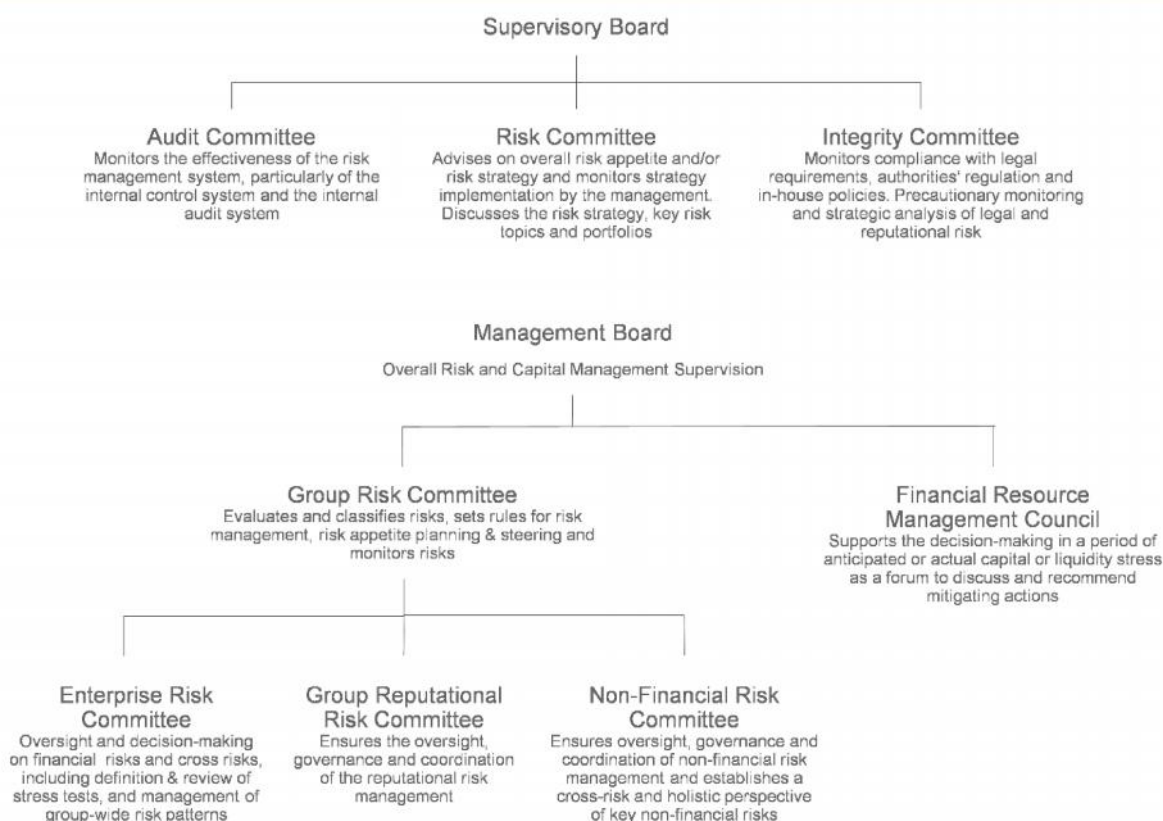 Supervisory Board
Audit Committee
Monitors the effectiveness of the risk
management system, particularly of the
internal control system and the internal
audit system
Risk Committee
Advises on overall risk appetite and/or
risk strategy and monitors strategy
implementation by the management.
Discusses the risk strategy, key risk
topics and portfolios
Integrity Committee
Monitors compliance with legal
requirements, authorities' regulation and
in-house policies. Precautionary monitoring
and strategic analysis of legal and
reputational risk
Management Board
Overall Risk and Capital Management Supervision
Group Risk Committee
Evaluates and classifies risks, sets rules for risk
management, risk appetite planning & steering and
monitors risks
Financial Resource
Management Council
Supports the decision-making in a period of
anticipated or actual capital or liquidity stress
as a forum to discuss and recommend
mitigating actions
Enterprise Risk
Committee
Oversight and decision-making
on financial risks and cross risks,
including definition & review of
stress tests, and management of
group-wide risk patterns
Group Reputational
Risk Committee
Ensures the oversight,
governance and coordination
of the reputational risk
management
Non-Financial Risk
Committee
Ensures oversight, governance and
coordination of non-financial risk
management and establishes a
cross-risk and holistic perspective
of key non-financial risks